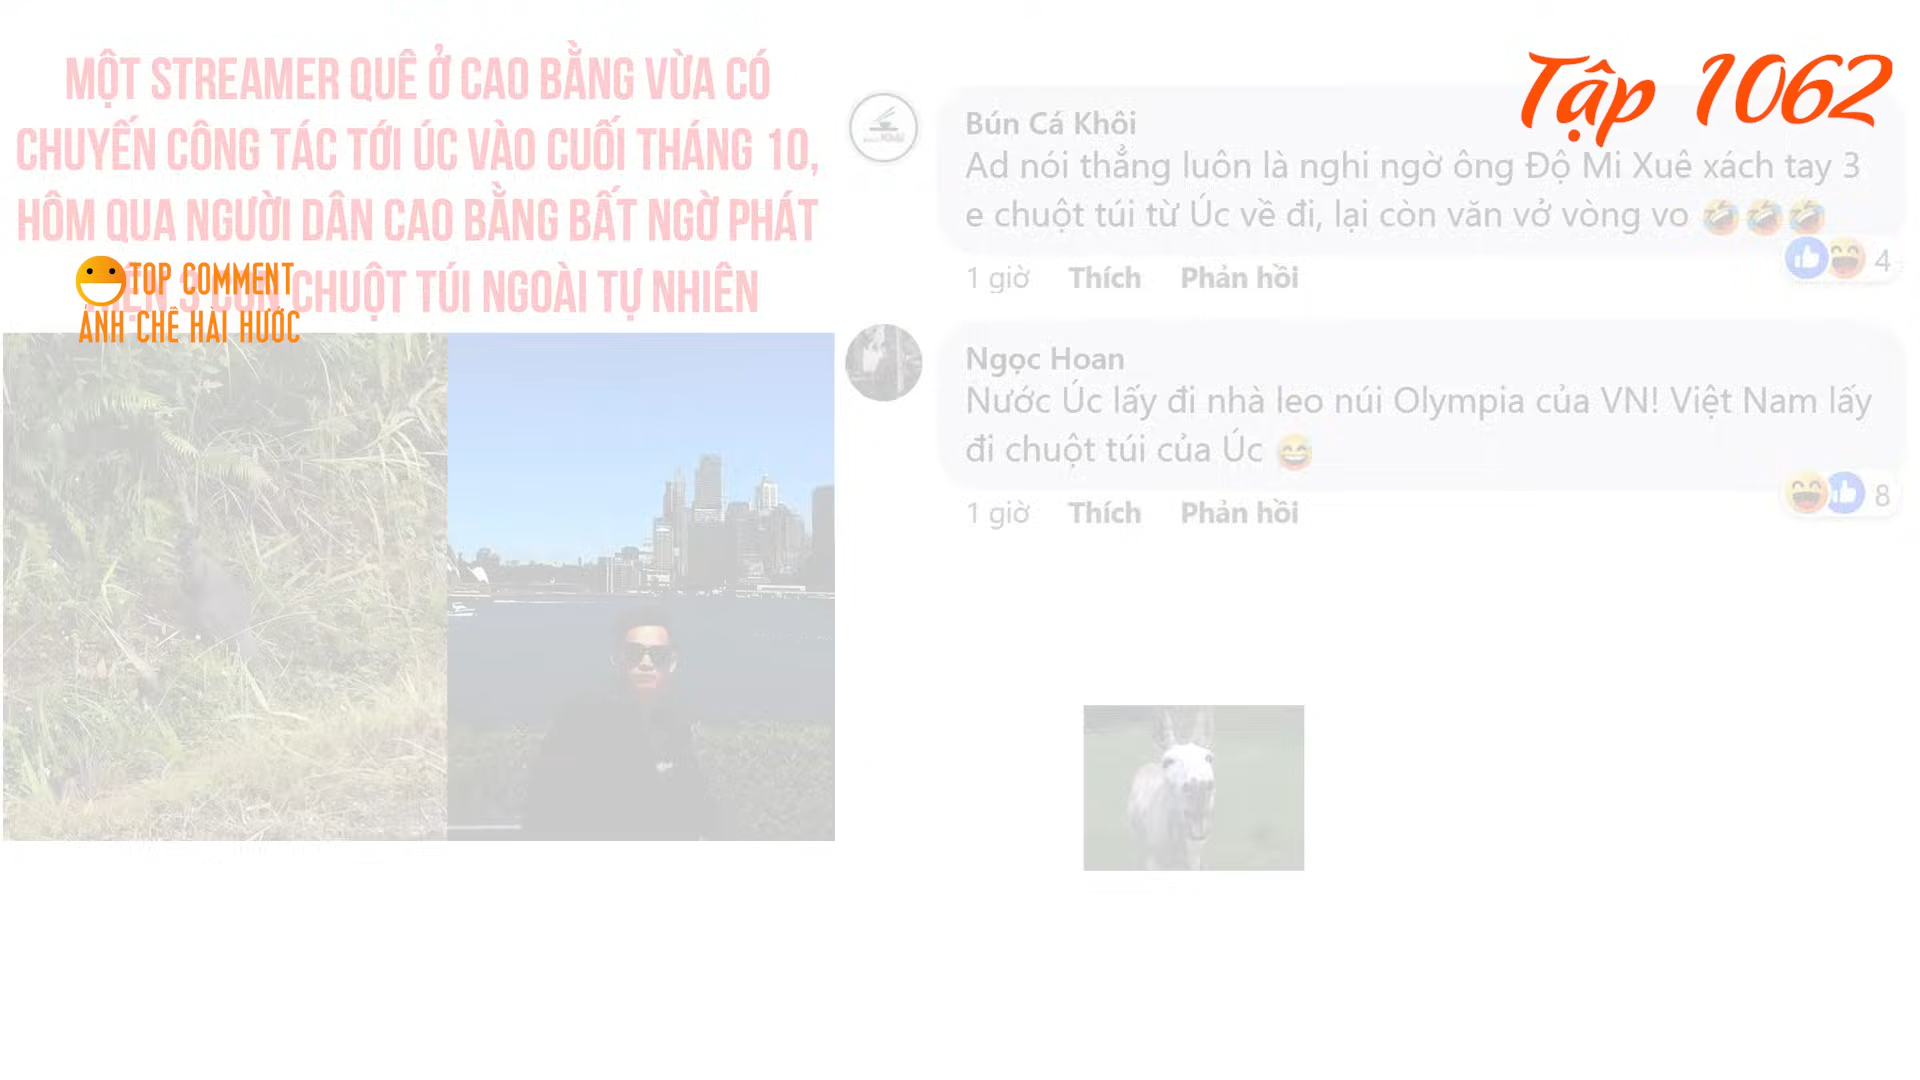 MỘT STREAMER QUÊ Ở CAO BẰNG VỪA CÓ
CHUYẾN CÔNG TÁC TỚI ÚC VÀO CUỐI THÁNG 10,
HÔM QUA NGƯỜI DÂN CAO BẰNG BẤT NGỜ PHÁT
HIỆN 3 CON CHUỘT TÚI NGOÀI TỰ NHIÊN
TOP COMMENT
ẢNH CHẾ HÀI HƯỚC
Tập 1062
Bún Cá Khôi
Ad nói thẳng luôn là nghi ngờ ông Độ Mi Xuê xách tay 3
e chuột túi từ Úc về đi, lại còn văn vở vòng vo 🤣🤣🤣
4
1 giờ Thích Phản hồi
Ngọc Hoan
Nước Úc lấy đi nhà leo núi Olympia của VN! Việt Nam lấy
đi chuột túi của Úc 😅
8
1 giờ Thích Phản hồi